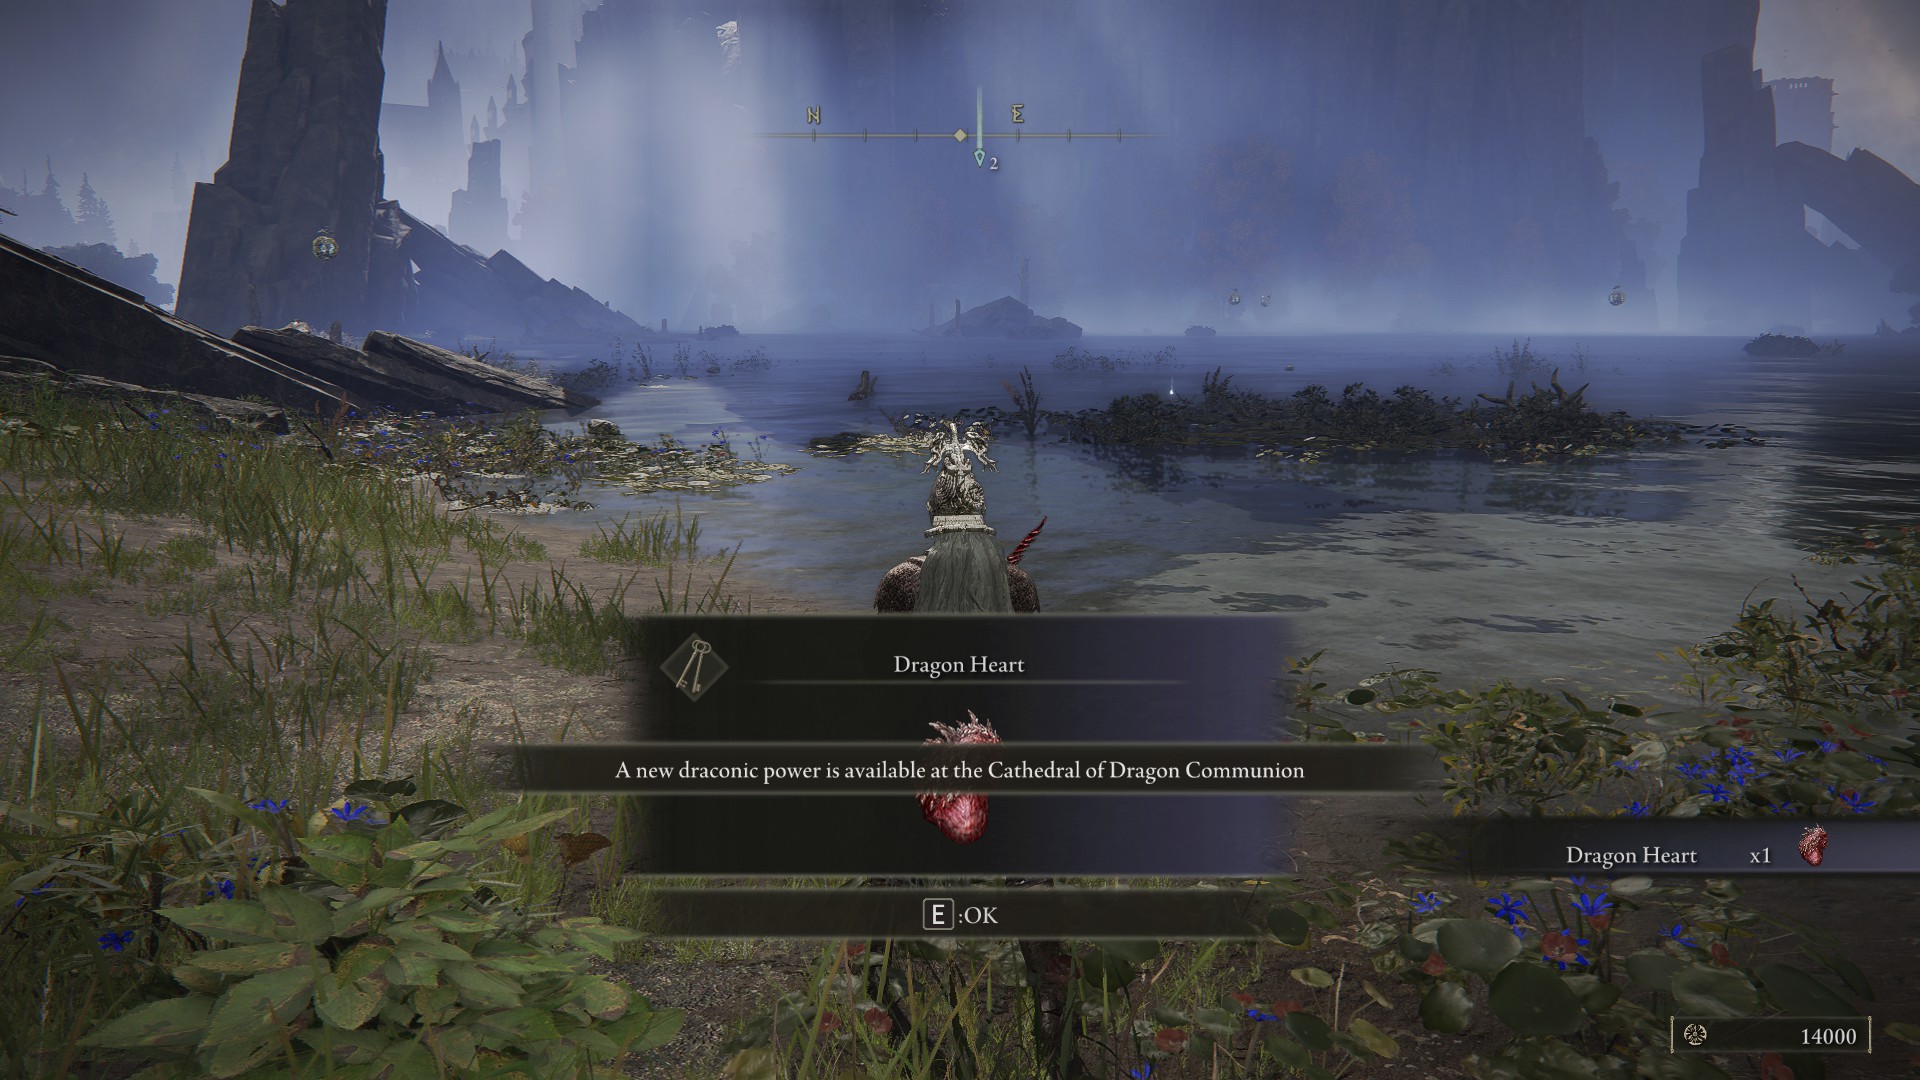 N E
2
Dragon Heart
A new draconic power is available at the Cathedral of Dragon Communion
Dragon Heart x1
E :OK
14000